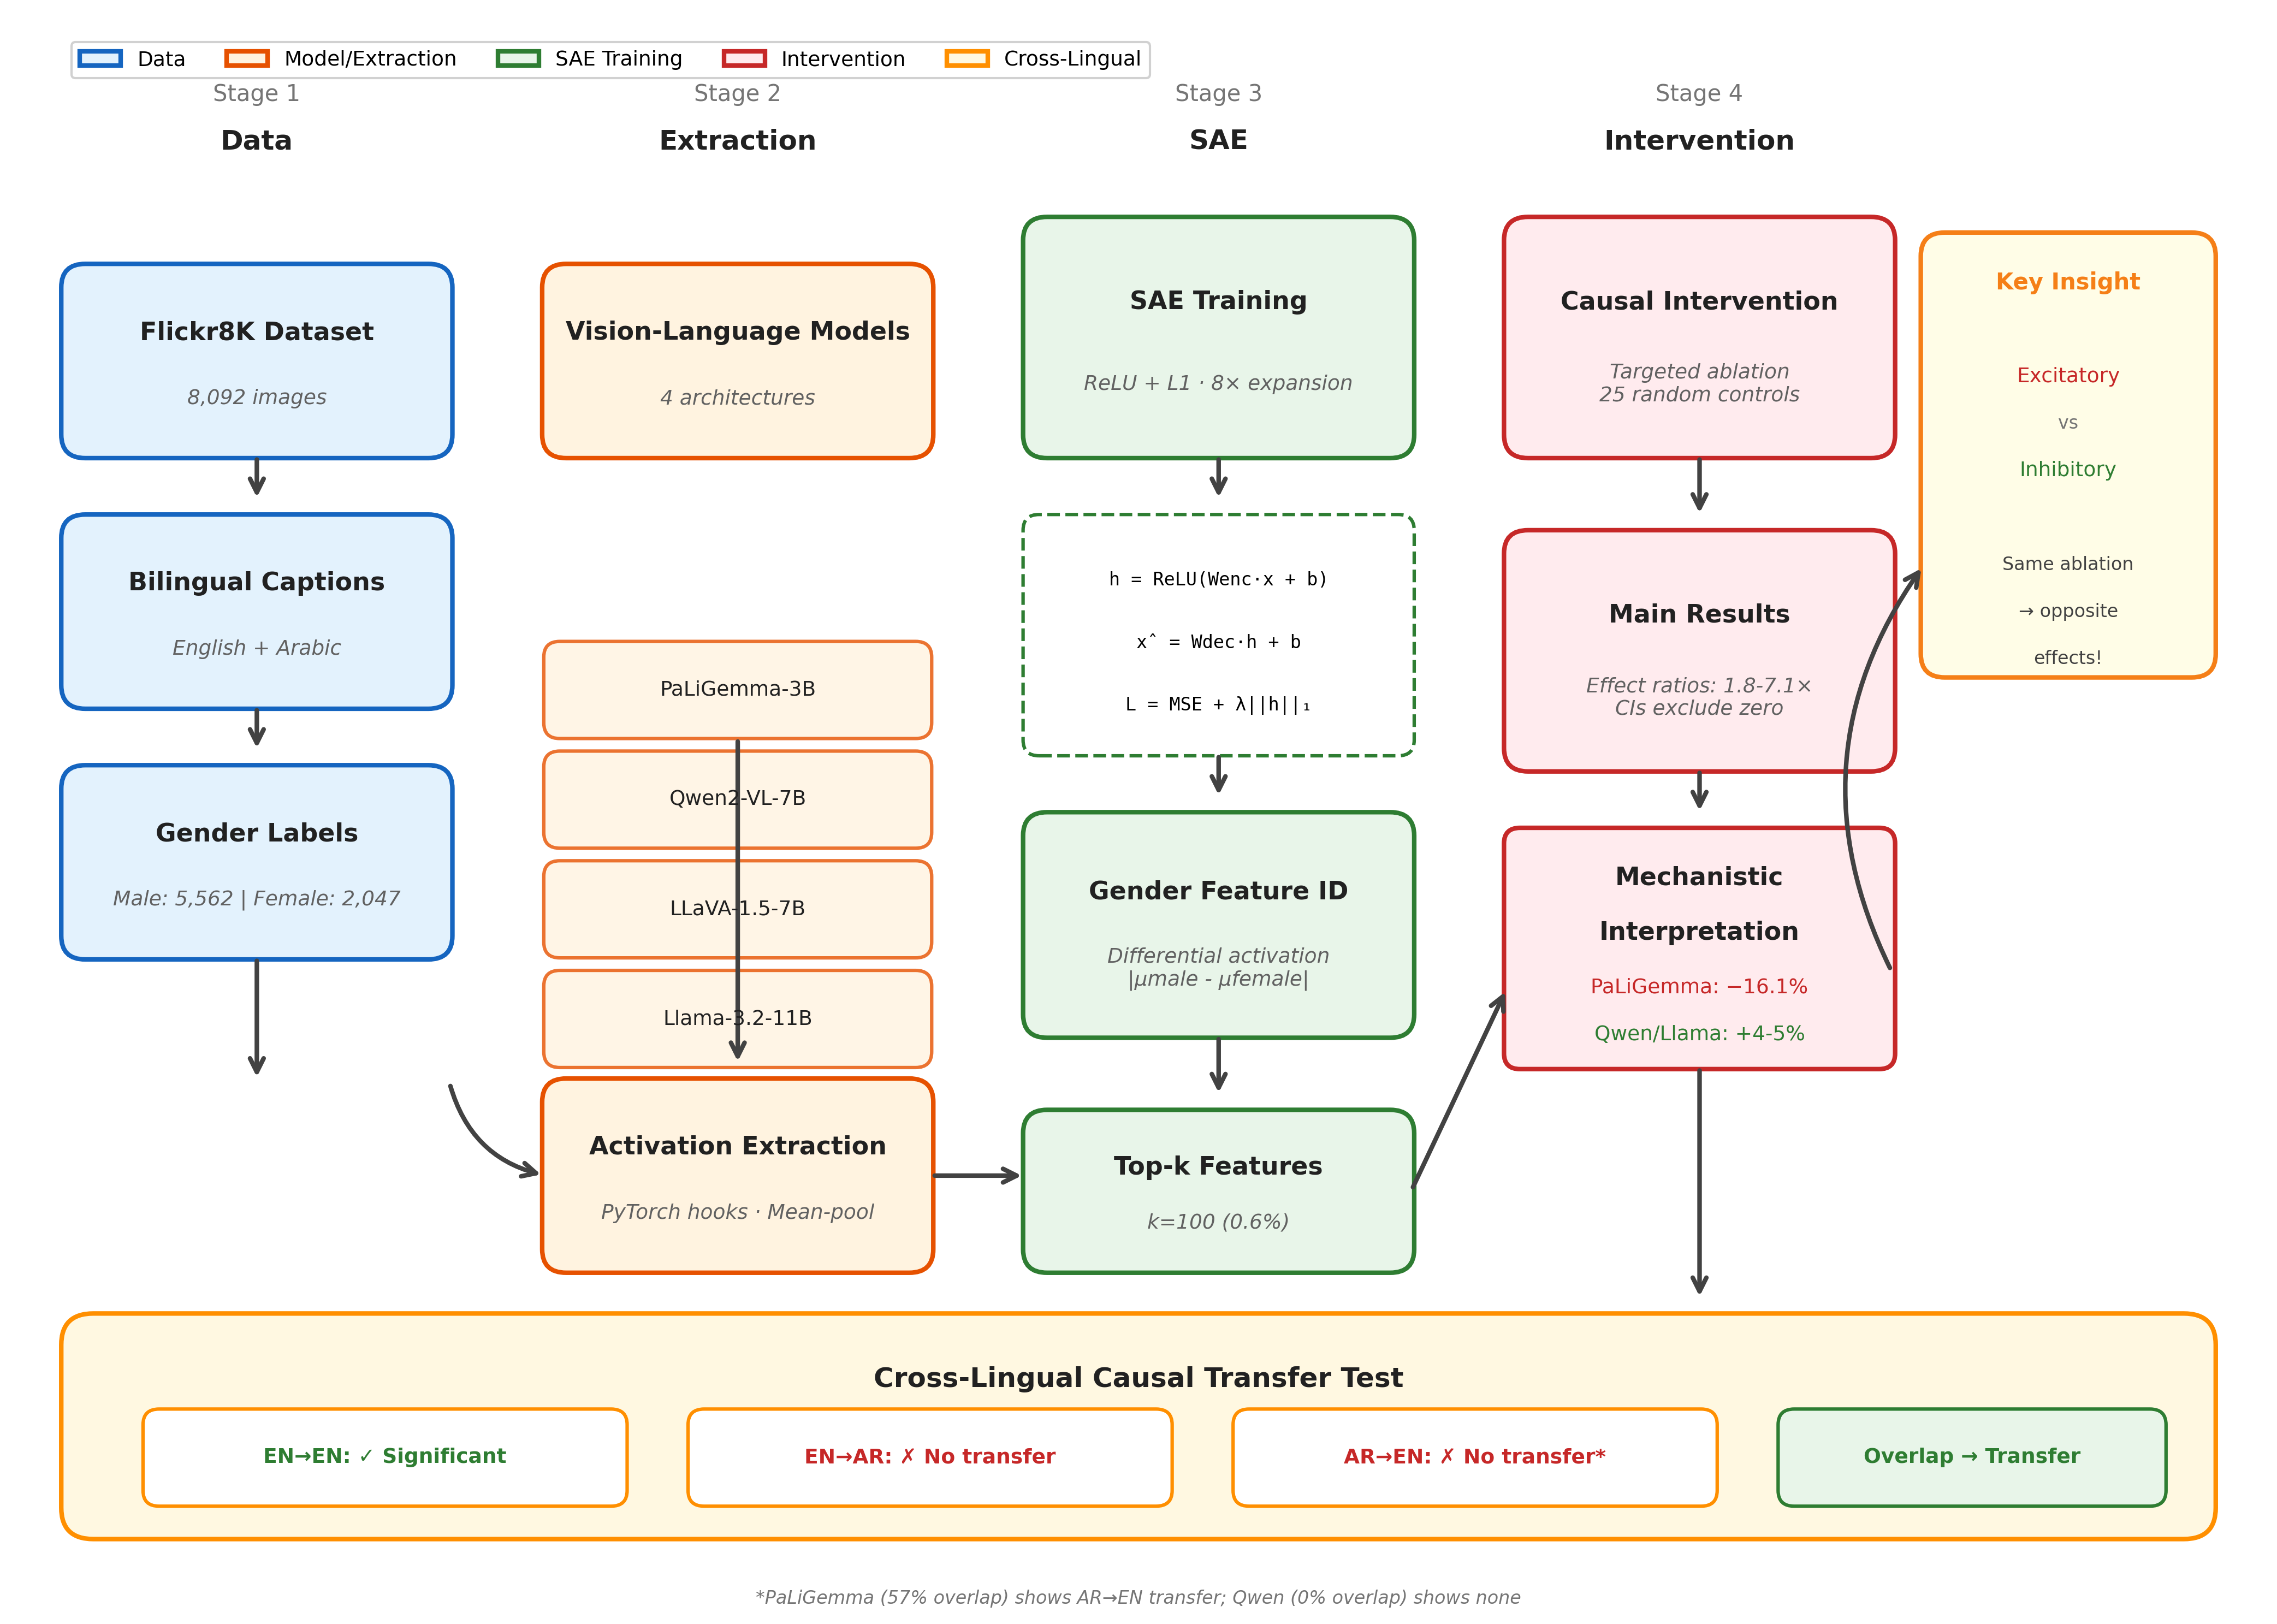 Data
Model/Extraction
SAE Training
Intervention
Cross-Lingual
Stage 1
Data
Stage 2
Extraction
Stage 3
SAE
Stage 4
Intervention
Flickr8K Dataset
8,092 images
Bilingual Captions
English + Arabic
Gender Labels
Male: 5,562 | Female: 2,047
Vision-Language Models
4 architectures
PaLiGemma-3B
Qwen2-VL-7B
LLaVA-1.5-7B
Llama-3.2-11B
Activation Extraction
PyTorch hooks · Mean-pool
SAE Training
ReLU + L1 · 8× expansion
h = ReLU(Wenc·x + b)
xˆ = Wdec·h + b
L = MSE + λ||h||₁
Gender Feature ID
Differential activation
|μmale - μfemale|
Top-k Features
k=100 (0.6%)
Causal Intervention
Targeted ablation
25 random controls
Main Results
Effect ratios: 1.8-7.1×
CIs exclude zero
Mechanistic
Interpretation
PaLiGemma: −16.1%
Qwen/Llama: +4-5%
Key Insight
Excitatory
vs
Inhibitory
Same ablation
→ opposite
effects!
Cross-Lingual Causal Transfer Test
EN→EN: ✓ Significant
EN→AR: ✗ No transfer
AR→EN: ✗ No transfer*
Overlap → Transfer
*PaLiGemma (57% overlap) shows AR→EN transfer; Qwen (0% overlap) shows none